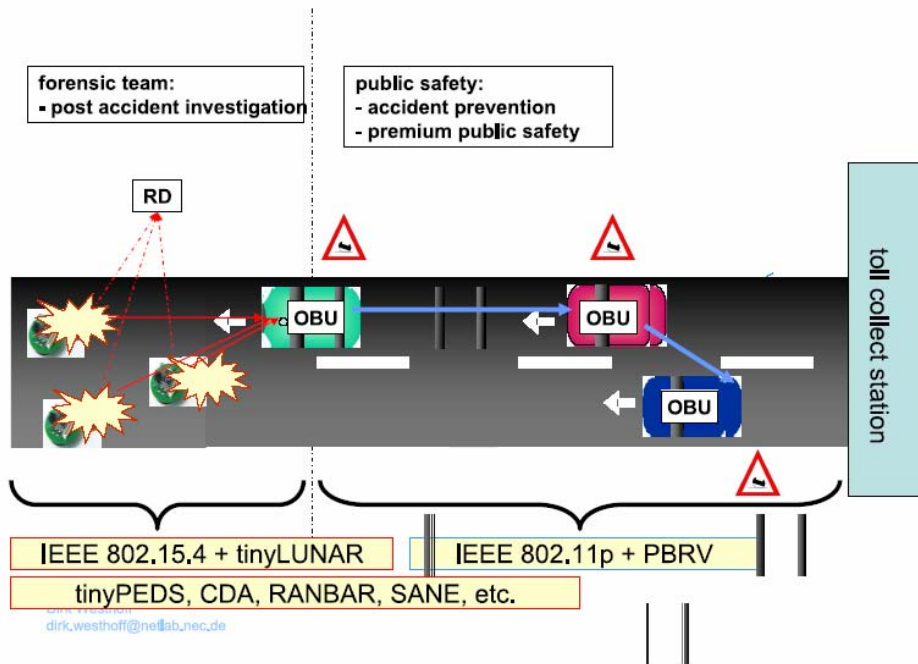 forensic team:
- post accident investigation
public safety:
- accident prevention
- premium public safety
RD
OBU
OBU
OBU
toll collect station
IEEE 802.15.4 + tinyLUNAR
IEEE 802.11p + PBRV
tinyPEDS, CDA, RANBAR, SANE, etc.
Dirk Westhoff
dirk.westhoff@netlab.nec.de